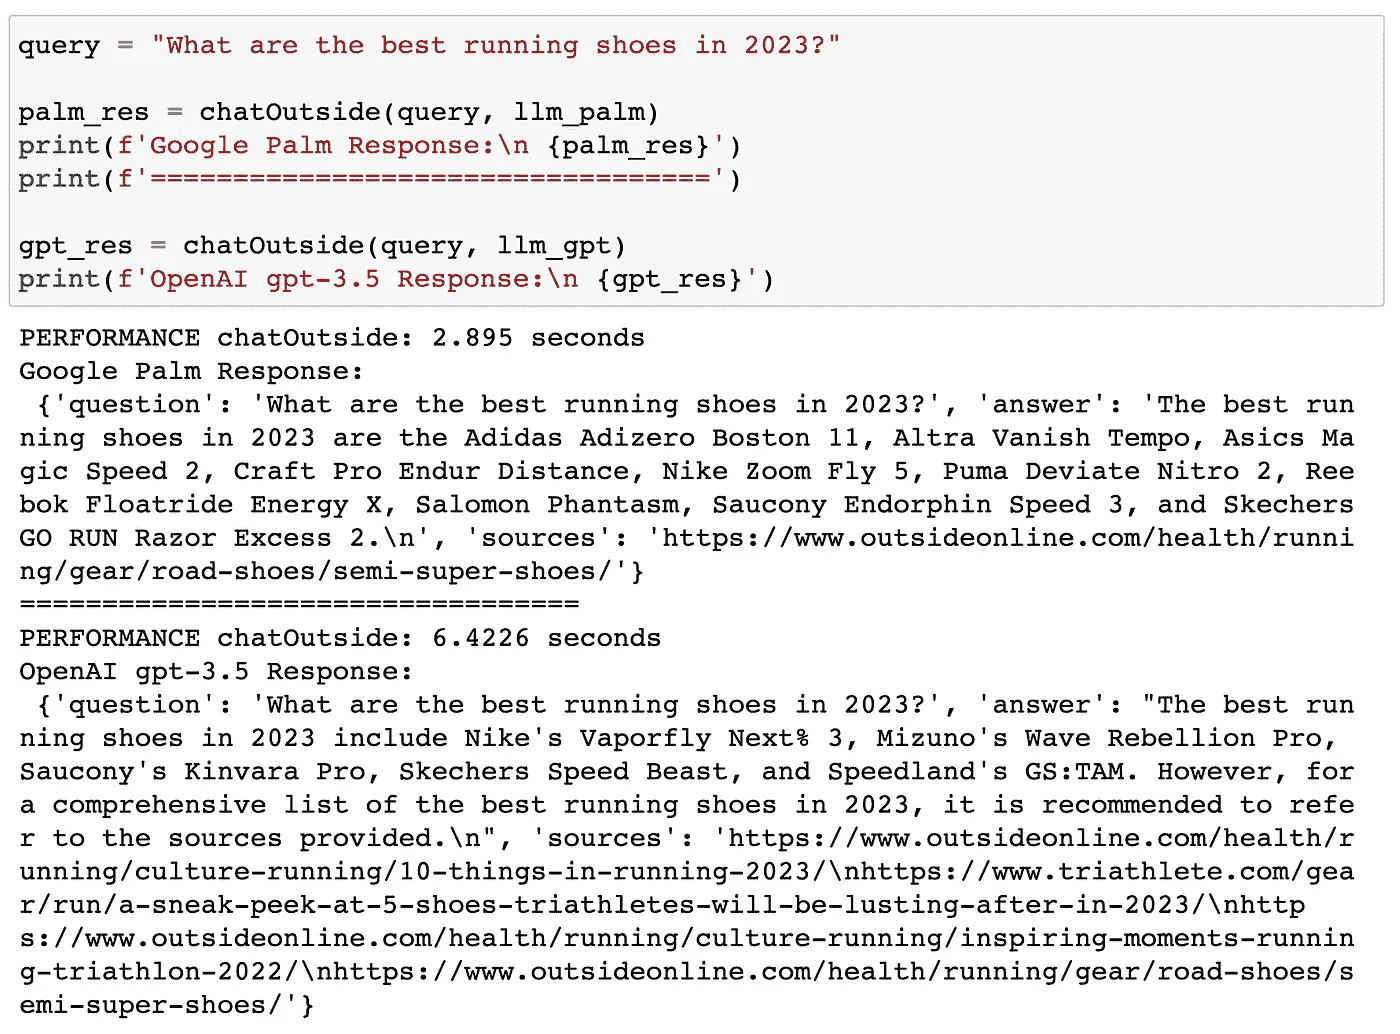 query = "What are the best running shoes in 2023?"
palm_res = chatOutside(query, llm_palm)
print(f'Google Palm Response:\n {palm_res}')
print(f'==================================')
gpt_res = chatOutside(query, llm_gpt)
print(f'OpenAI gpt-3.5 Response:\n {gpt_res}')
PERFORMANCE chatOutside: 2.895 seconds
Google Palm Response:
 {'question': 'What are the best running shoes in 2023?', 'answer': 'The best run
ning shoes in 2023 are the Adidas Adizero Boston 11, Altra Vanish Tempo, Asics Ma
gic Speed 2, Craft Pro Endur Distance, Nike Zoom Fly 5, Puma Deviate Nitro 2, Ree
bok Floatride Energy X, Salomon Phantasm, Saucony Endorphin Speed 3, and Skechers
GO RUN Razor Excess 2.\n', 'sources': 'https://www.outsideonline.com/health/runni
ng/gear/road-shoes/semi-super-shoes/'}
==================================
PERFORMANCE chatOutside: 6.4226 seconds
OpenAI gpt-3.5 Response:
 {'question': 'What are the best running shoes in 2023?', 'answer': "The best run
ning shoes in 2023 include Nike's Vaporfly Next% 3, Mizuno's Wave Rebellion Pro,
Saucony's Kinvara Pro, Skechers Speed Beast, and Speedland's GS:TAM. However, for
a comprehensive list of the best running shoes in 2023, it is recommended to refe
r to the sources provided.\n", 'sources': 'https://www.outsideonline.com/health/r
unning/culture-running/10-things-in-running-2023/\nhttps://www.triathlete.com/gea
r/run/a-sneak-peek-at-5-shoes-triathletes-will-be-lusting-after-in-2023/\nhttp
s://www.outsideonline.com/health/running/culture-running/inspiring-moments-runnin
g-triathlon-2022/\nhttps://www.outsideonline.com/health/running/gear/road-shoes/s
emi-super-shoes/'}